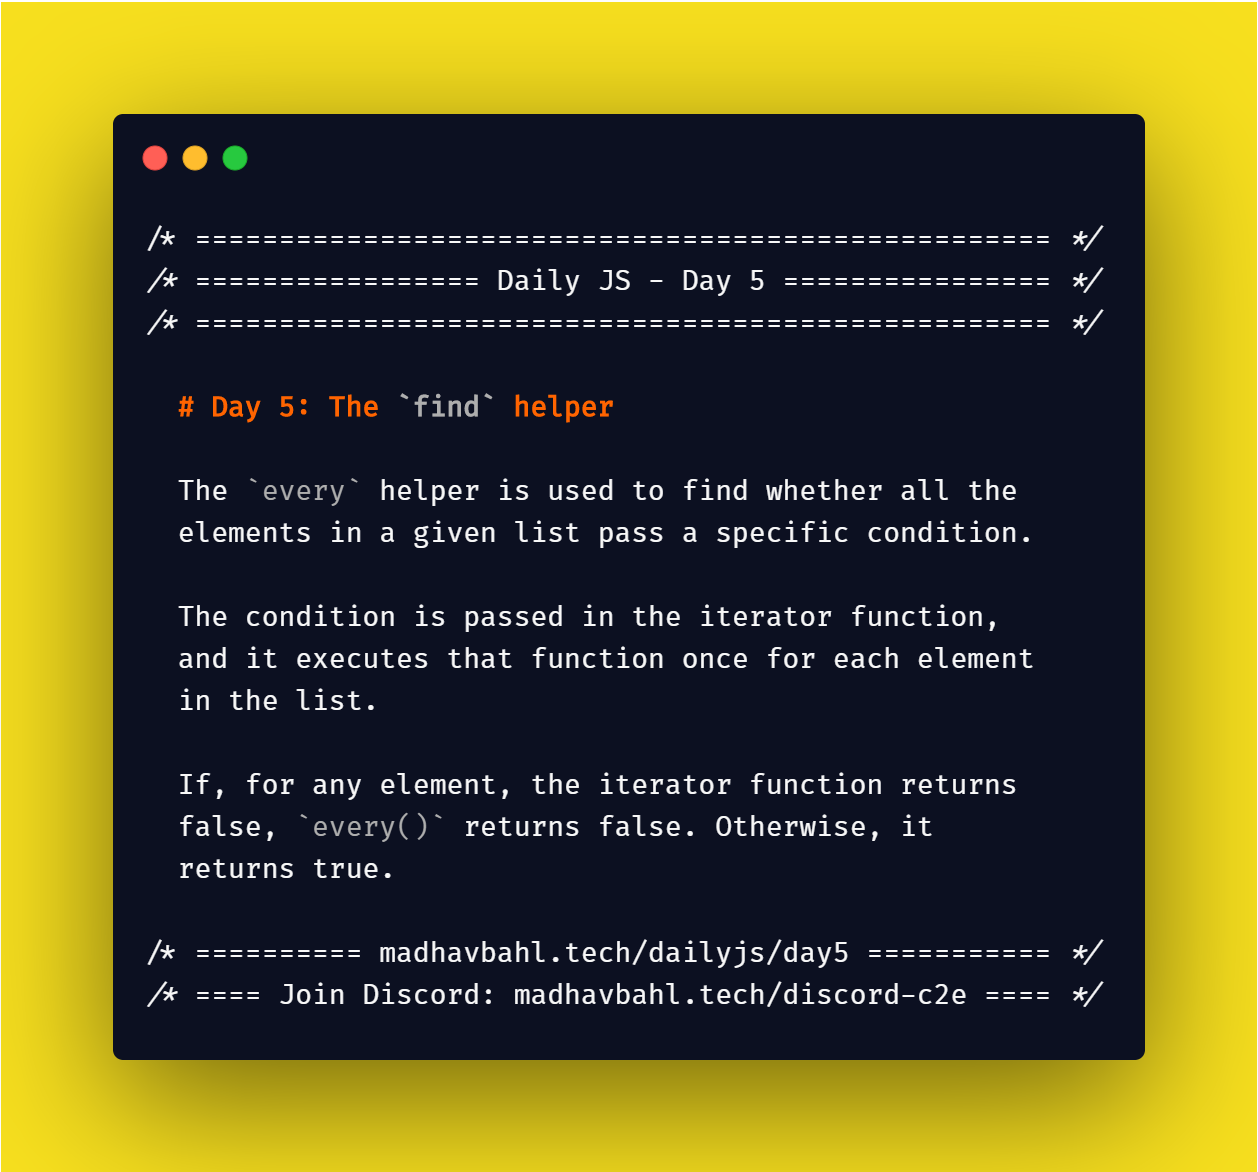 /* =================================================== */
/* ================= Daily JS - Day 5 ================ */
/* =================================================== */
# Day 5: The `find` helper
The `every` helper is used to find whether all the
elements in a given list pass a specific condition.
The condition is passed in the iterator function,
and it executes that function once for each element
in the list.
If, for any element, the iterator function returns
false, `every()` returns false. Otherwise, it
returns true.
/* ========== madhavbahl.tech/dailyjs/day5 =========== */
/* ==== Join Discord: madhavbahl.tech/discord-c2e ==== */